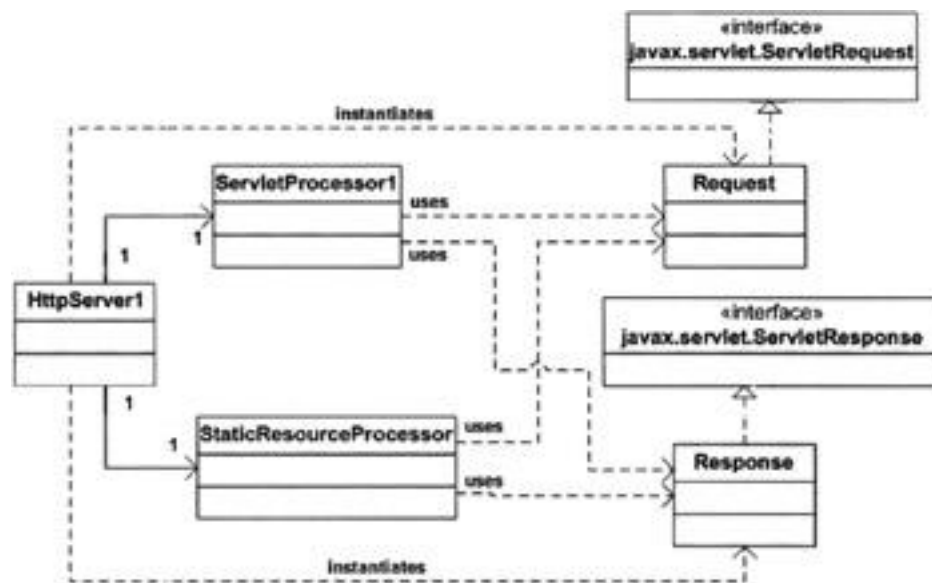 «interface»
javax.servlet.ServletRequest
instantiates
ServletProcessor1
Request
uses
1
uses
1
HttpServer1
«interface»
javax.servlet.ServletResponse
1
1
StaticResourceProcessor
uses
Response
uses
instantiates